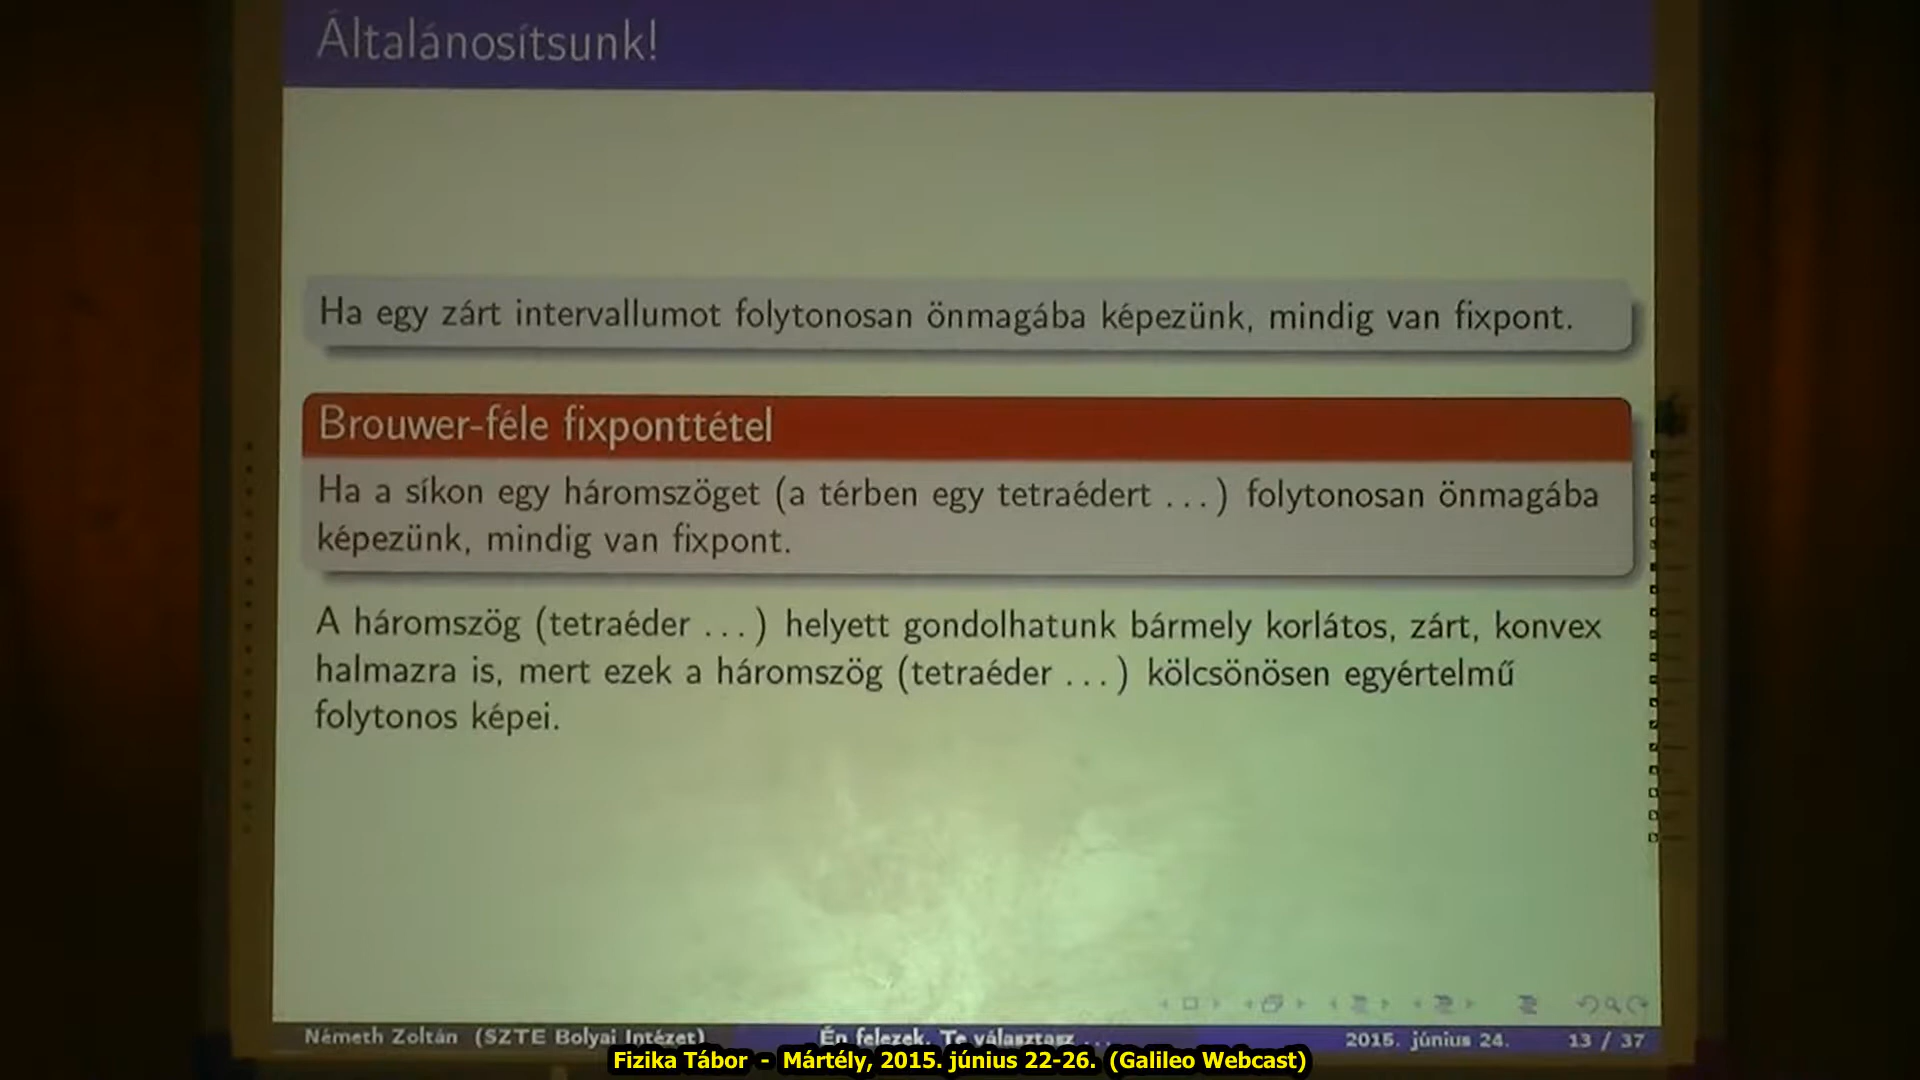 Általánosítsunk!
Ha egy zárt intervallumot folytonosan önmagába képezünk, mindig van fixpont.
Brouwer-féle fixponttétel
Ha a síkon egy háromszöget (a térben egy tetraédert ...) folytonosan önmagába
képezünk, mindig van fixpont.
A háromszög (tetraéder ...) helyett gondolhatunk bármely korlátos, zárt, konvex
halmazra is, mert ezek a háromszög (tetraéder ...) kölcsönösen egyértelmű
folytonos képei.
Németh Zoltán (SZTE Bolyai Intézet) Én felezek, Te választasz ... 2015. június 24. 13 / 37
Fizika Tábor - Mártély, 2015. június 22-26. (Galileo Webcast)